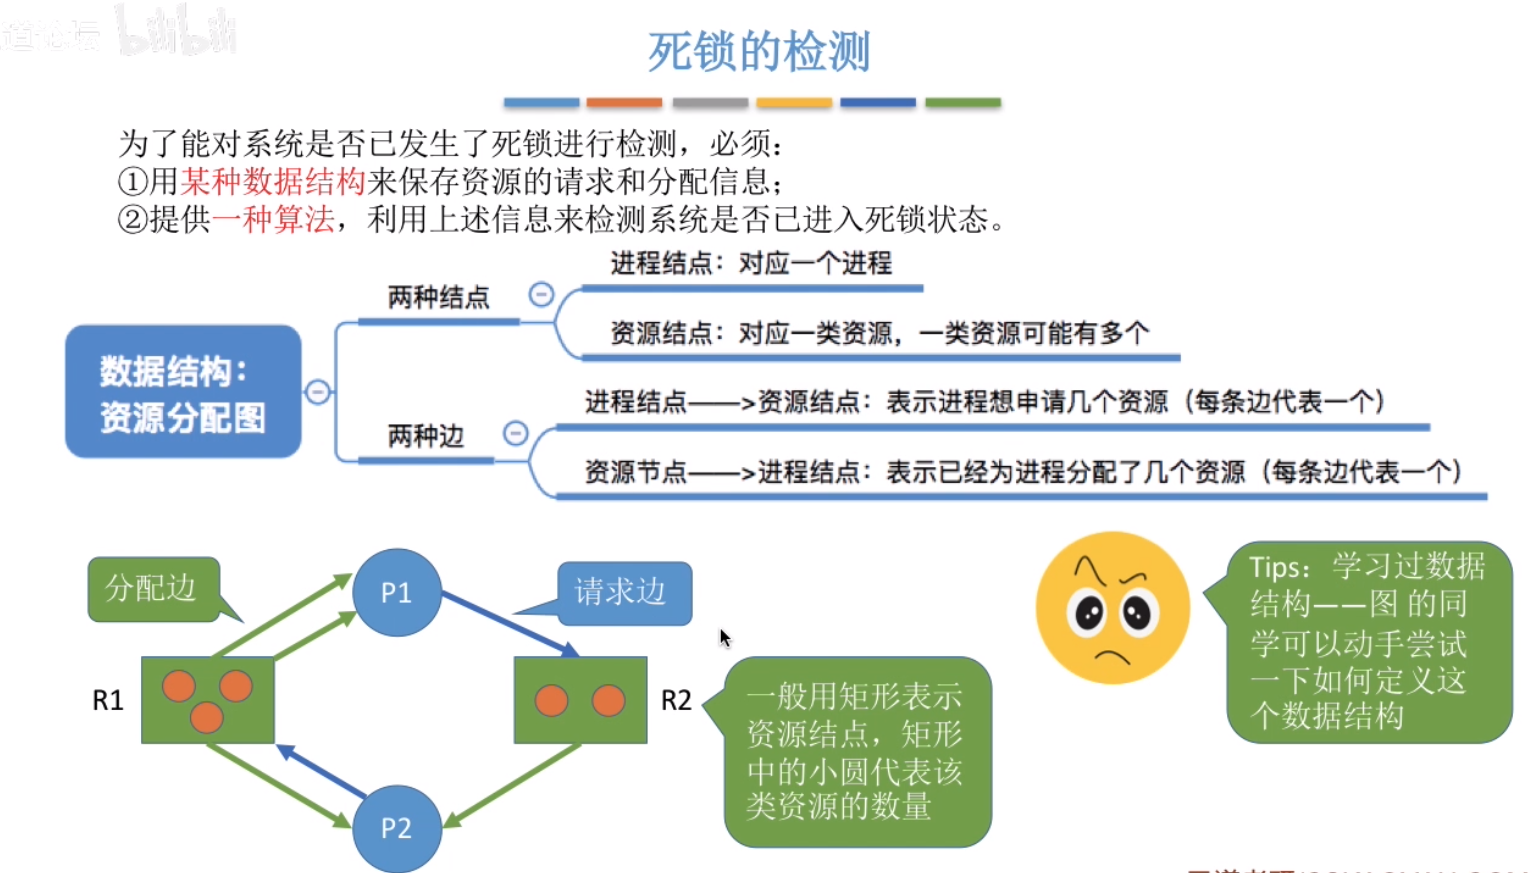 道论坛 bilibili
死锁的检测
为了能对系统是否已发生了死锁进行检测，必须：
①用某种数据结构来保存资源的请求和分配信息；
②提供一种算法，利用上述信息来检测系统是否已进入死锁状态。
数据结构：
资源分配图
两种结点
进程结点：对应一个进程
资源结点：对应一类资源，一类资源可能有多个
两种边
进程结点——>资源结点：表示进程想申请几个资源（每条边代表一个）
资源节点——>进程结点：表示已经为进程分配了几个资源（每条边代表一个）
分配边
P1
请求边
R1
R2
P2
一般用矩形表示
资源结点，矩形
中的小圆代表该
类资源的数量
Tips：学习过数据
结构——图 的同
学可以动手尝试
一下如何定义这
个数据结构